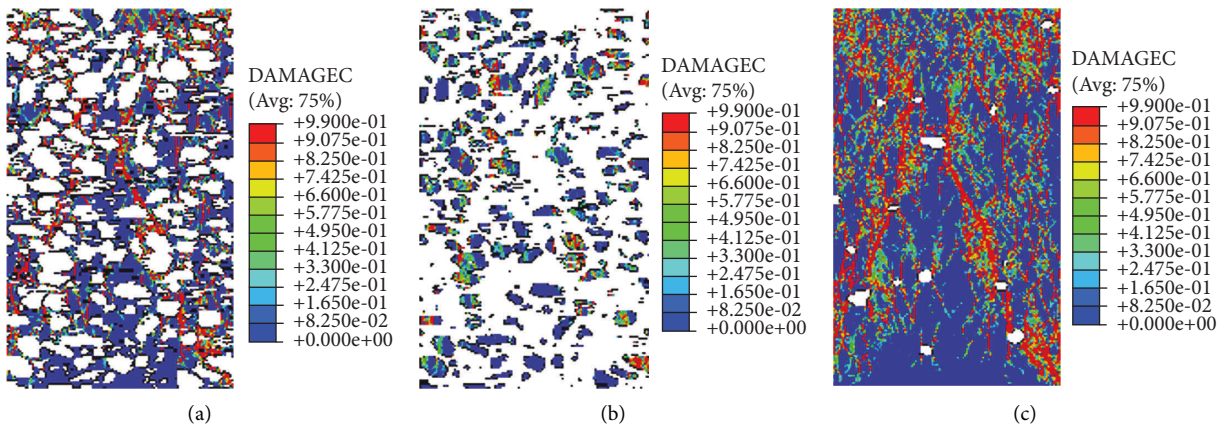 DAMAGEC
(Avg: 75%)
+9.900e−01
+9.075e−01
+8.250e−01
+7.425e−01
+6.600e−01
+5.775e−01
+4.950e−01
+4.125e−01
+3.300e−01
+2.475e−01
+1.650e−01
+8.250e−02
+0.000e+00
(a)
DAMAGEC
(Avg: 75%)
+9.900e−01
+9.075e−01
+8.250e−01
+7.425e−01
+6.600e−01
+5.775e−01
+4.950e−01
+4.125e−01
+3.300e−01
+2.475e−01
+1.650e−01
+8.250e−02
+0.000e+00
(b)
DAMAGEC
(Avg: 75%)
+9.900e−01
+9.075e−01
+8.250e−01
+7.425e−01
+6.600e−01
+5.775e−01
+4.950e−01
+4.125e−01
+3.300e−01
+2.475e−01
+1.650e−01
+8.250e−02
+0.000e+00
(c)